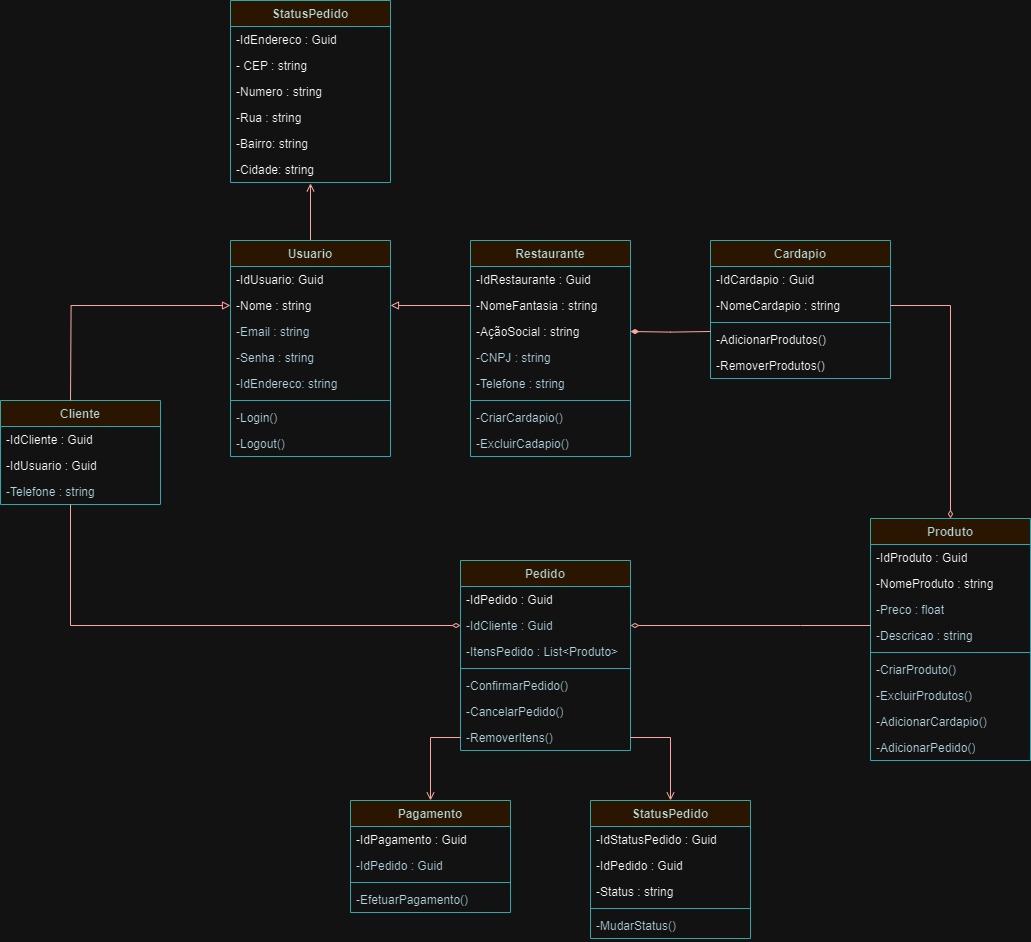 StatusPedido
-IdEndereco : Guid
- CEP : string
-Numero : string
-Rua : string
-Bairro: string
-Cidade: string
Usuario
-IdUsuario: Guid
-Nome : string
-Email : string
-Senha : string
-IdEndereco: string
-Login()
-Logout()
Restaurante
-IdRestaurante : Guid
-NomeFantasia : string
-AçãoSocial : string
-CNPJ : string
-Telefone : string
-CriarCardapio()
-ExcluirCadapio()
Cardapio
-IdCardapio : Guid
-NomeCardapio : string
-AdicionarProdutos()
-RemoverProdutos()
Cliente
-IdCliente : Guid
-IdUsuario : Guid
-Telefone : string
Pedido
-IdPedido : Guid
-IdCliente : Guid
-ItensPedido : List<Produto>
-ConfirmarPedido()
-CancelarPedido()
-RemoverItens()
Produto
-IdProduto : Guid
-NomeProduto : string
-Preco : float
-Descricao : string
-CriarProduto()
-ExcluirProdutos()
-AdicionarCardapio()
-AdicionarPedido()
Pagamento
-IdPagamento : Guid
-IdPedido : Guid
-EfetuarPagamento()
StatusPedido
-IdStatusPedido : Guid
-IdPedido : Guid
-Status : string
-MudarStatus()